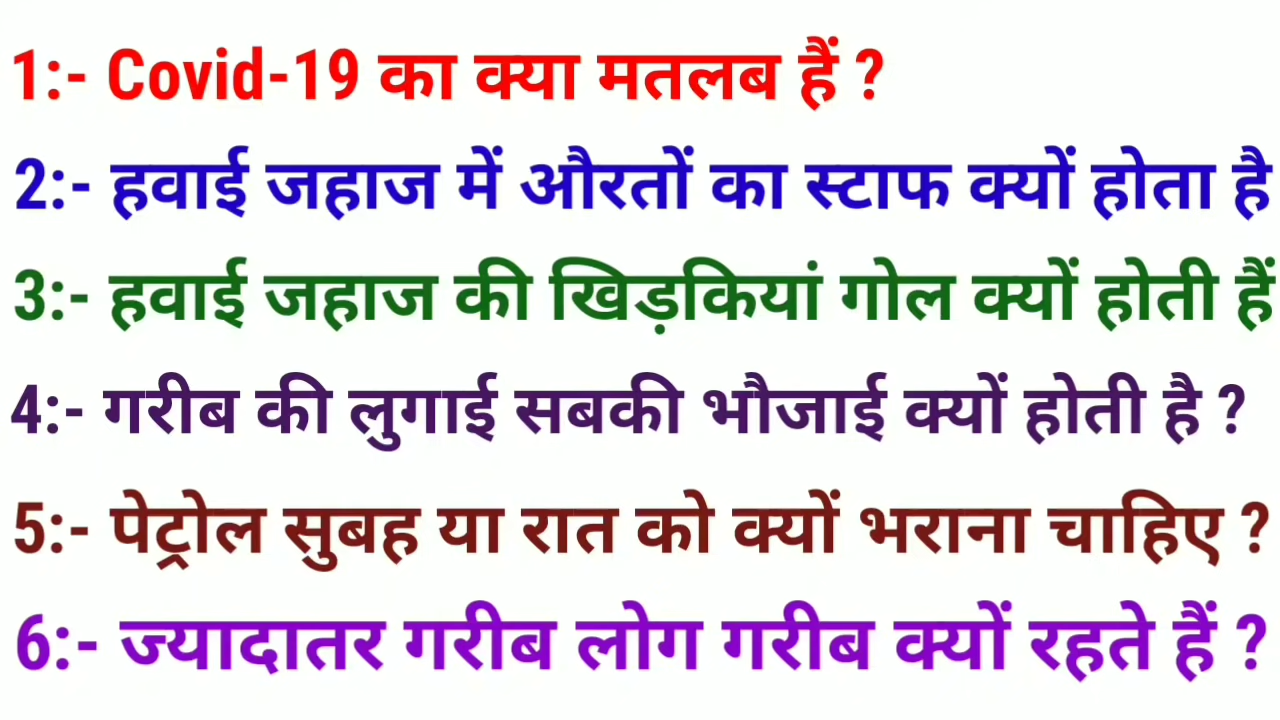 1:- Covid-19 का क्या मतलब हैं ?
2:- हवाई जहाज में औरतों का स्टाफ क्यों होता है
3:- हवाई जहाज की खिड़कियां गोल क्यों होती हैं
4:- गरीब की लुगाई सबकी भौजाई क्यों होती है ?
5:- पेट्रोल सुबह या रात को क्यों भराना चाहिए ?
6:- ज्यादातर गरीब लोग गरीब क्यों रहते हैं ?